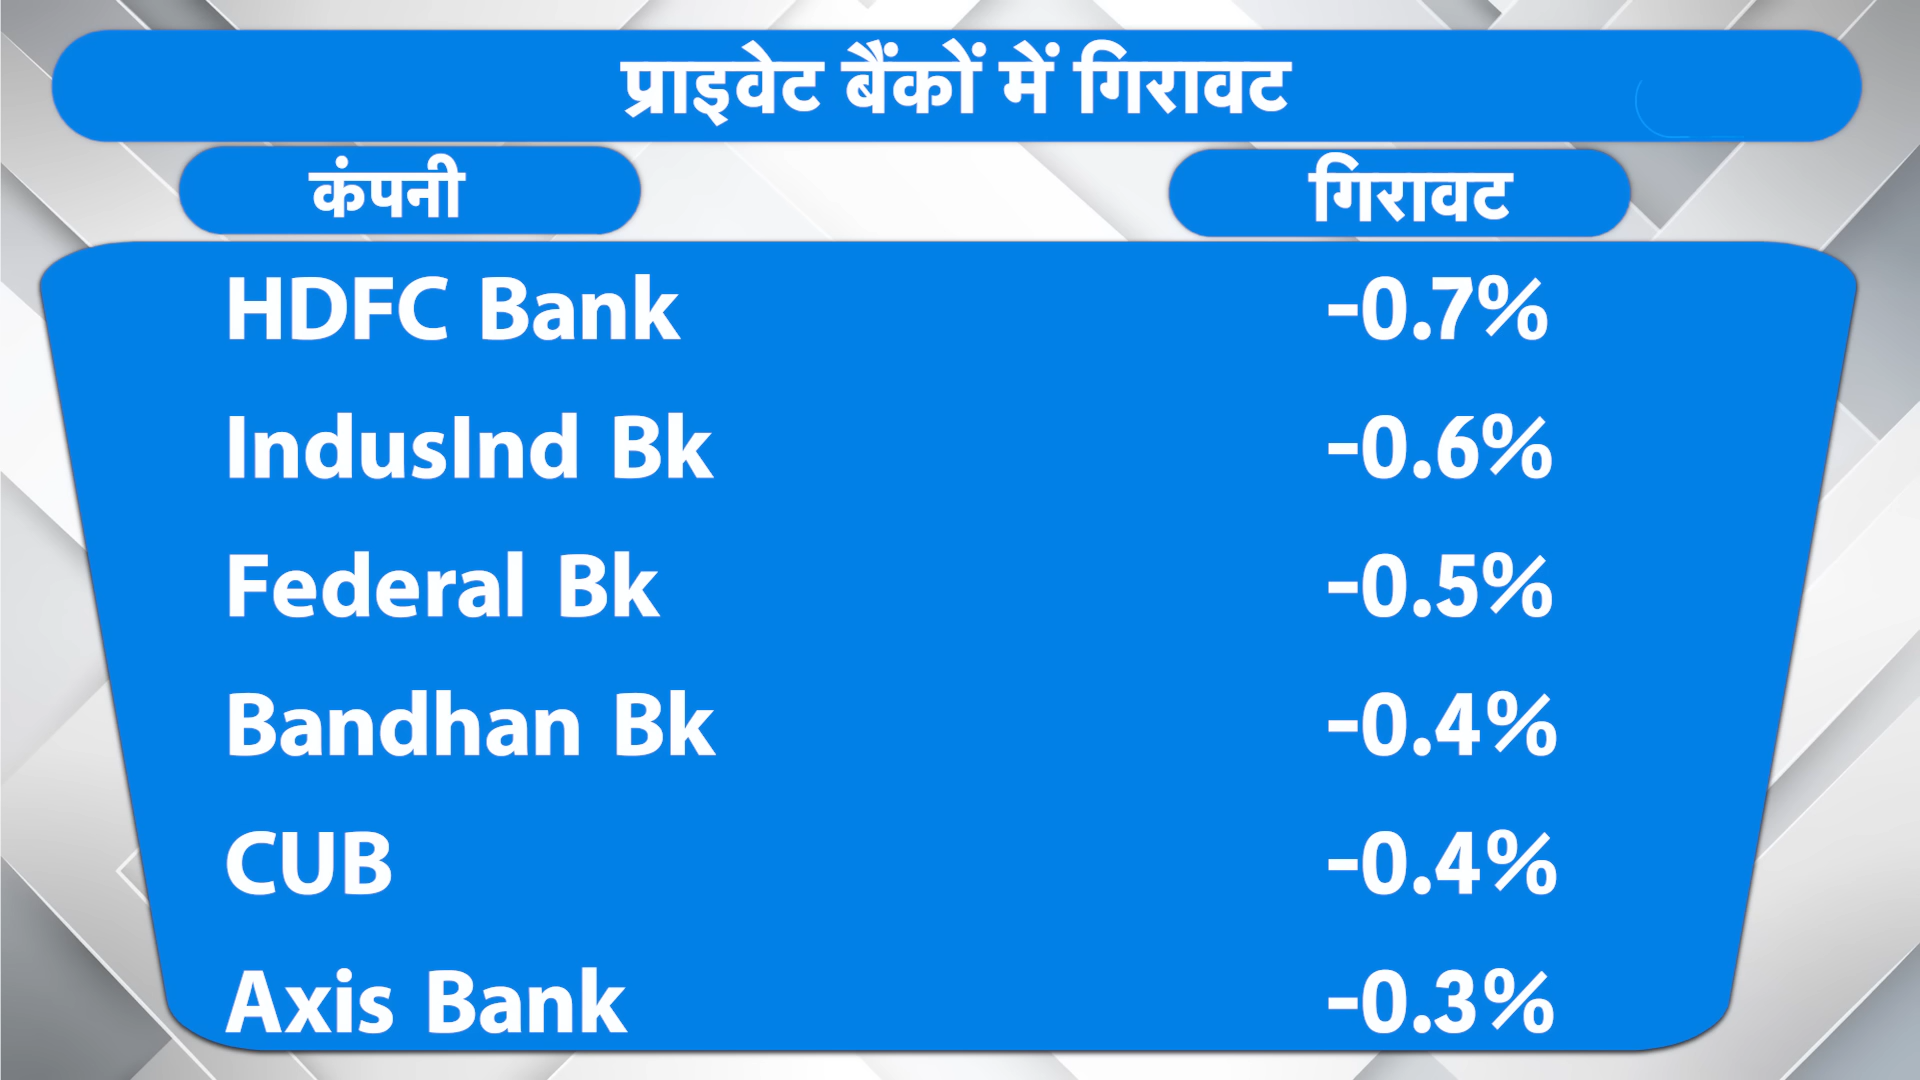 प्राइवेट बैंकों में गिरावट
कंपनी गिरावट
HDFC Bank -0.7%
IndusInd Bk -0.6%
Federal Bk -0.5%
Bandhan Bk -0.4%
CUB -0.4%
Axis Bank -0.3%